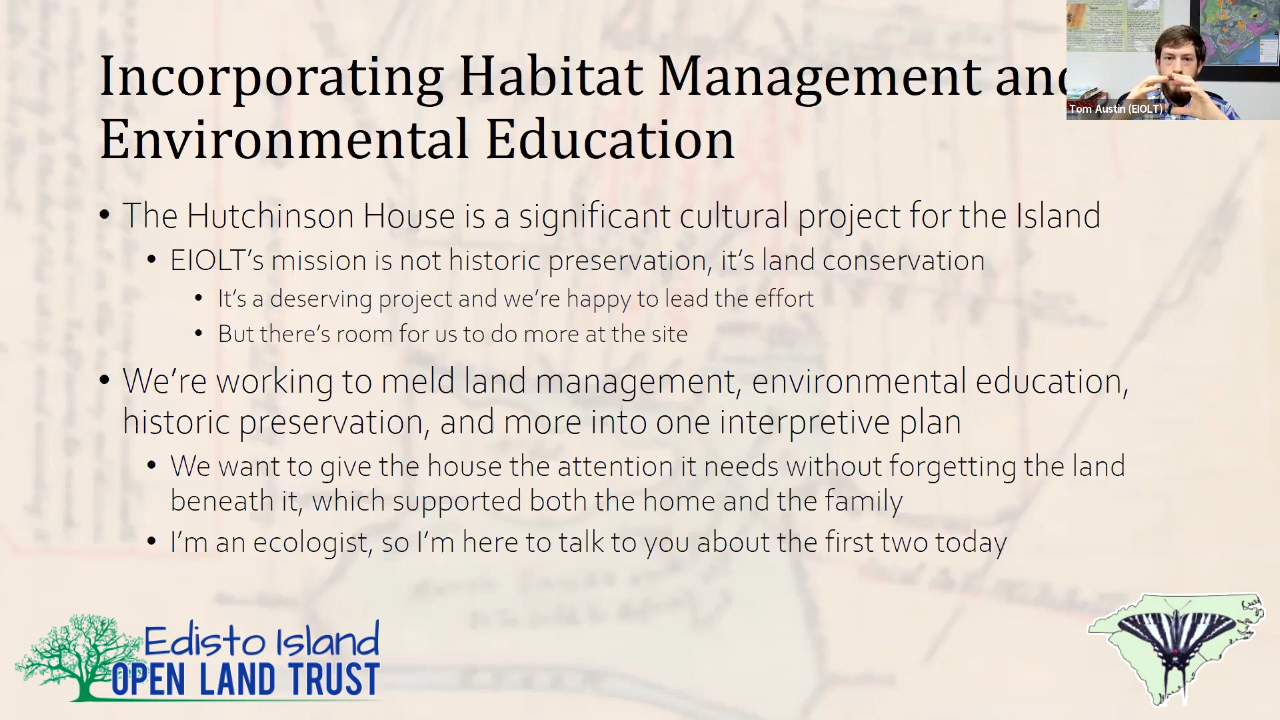 Incorporating Habitat Management and
Environmental Education
Tom Austin (EIOLT)
• The Hutchinson House is a significant cultural project for the Island
• EIOLT’s mission is not historic preservation, it’s land conservation
• It’s a deserving project and we’re happy to lead the effort
• But there’s room for us to do more at the site
• We’re working to meld land management, environmental education,
historic preservation, and more into one interpretive plan
• We want to give the house the attention it needs without forgetting the land
beneath it, which supported both the home and the family
• I’m an ecologist, so I’m here to talk to you about the first two today
Edisto Island
OPEN LAND TRUST